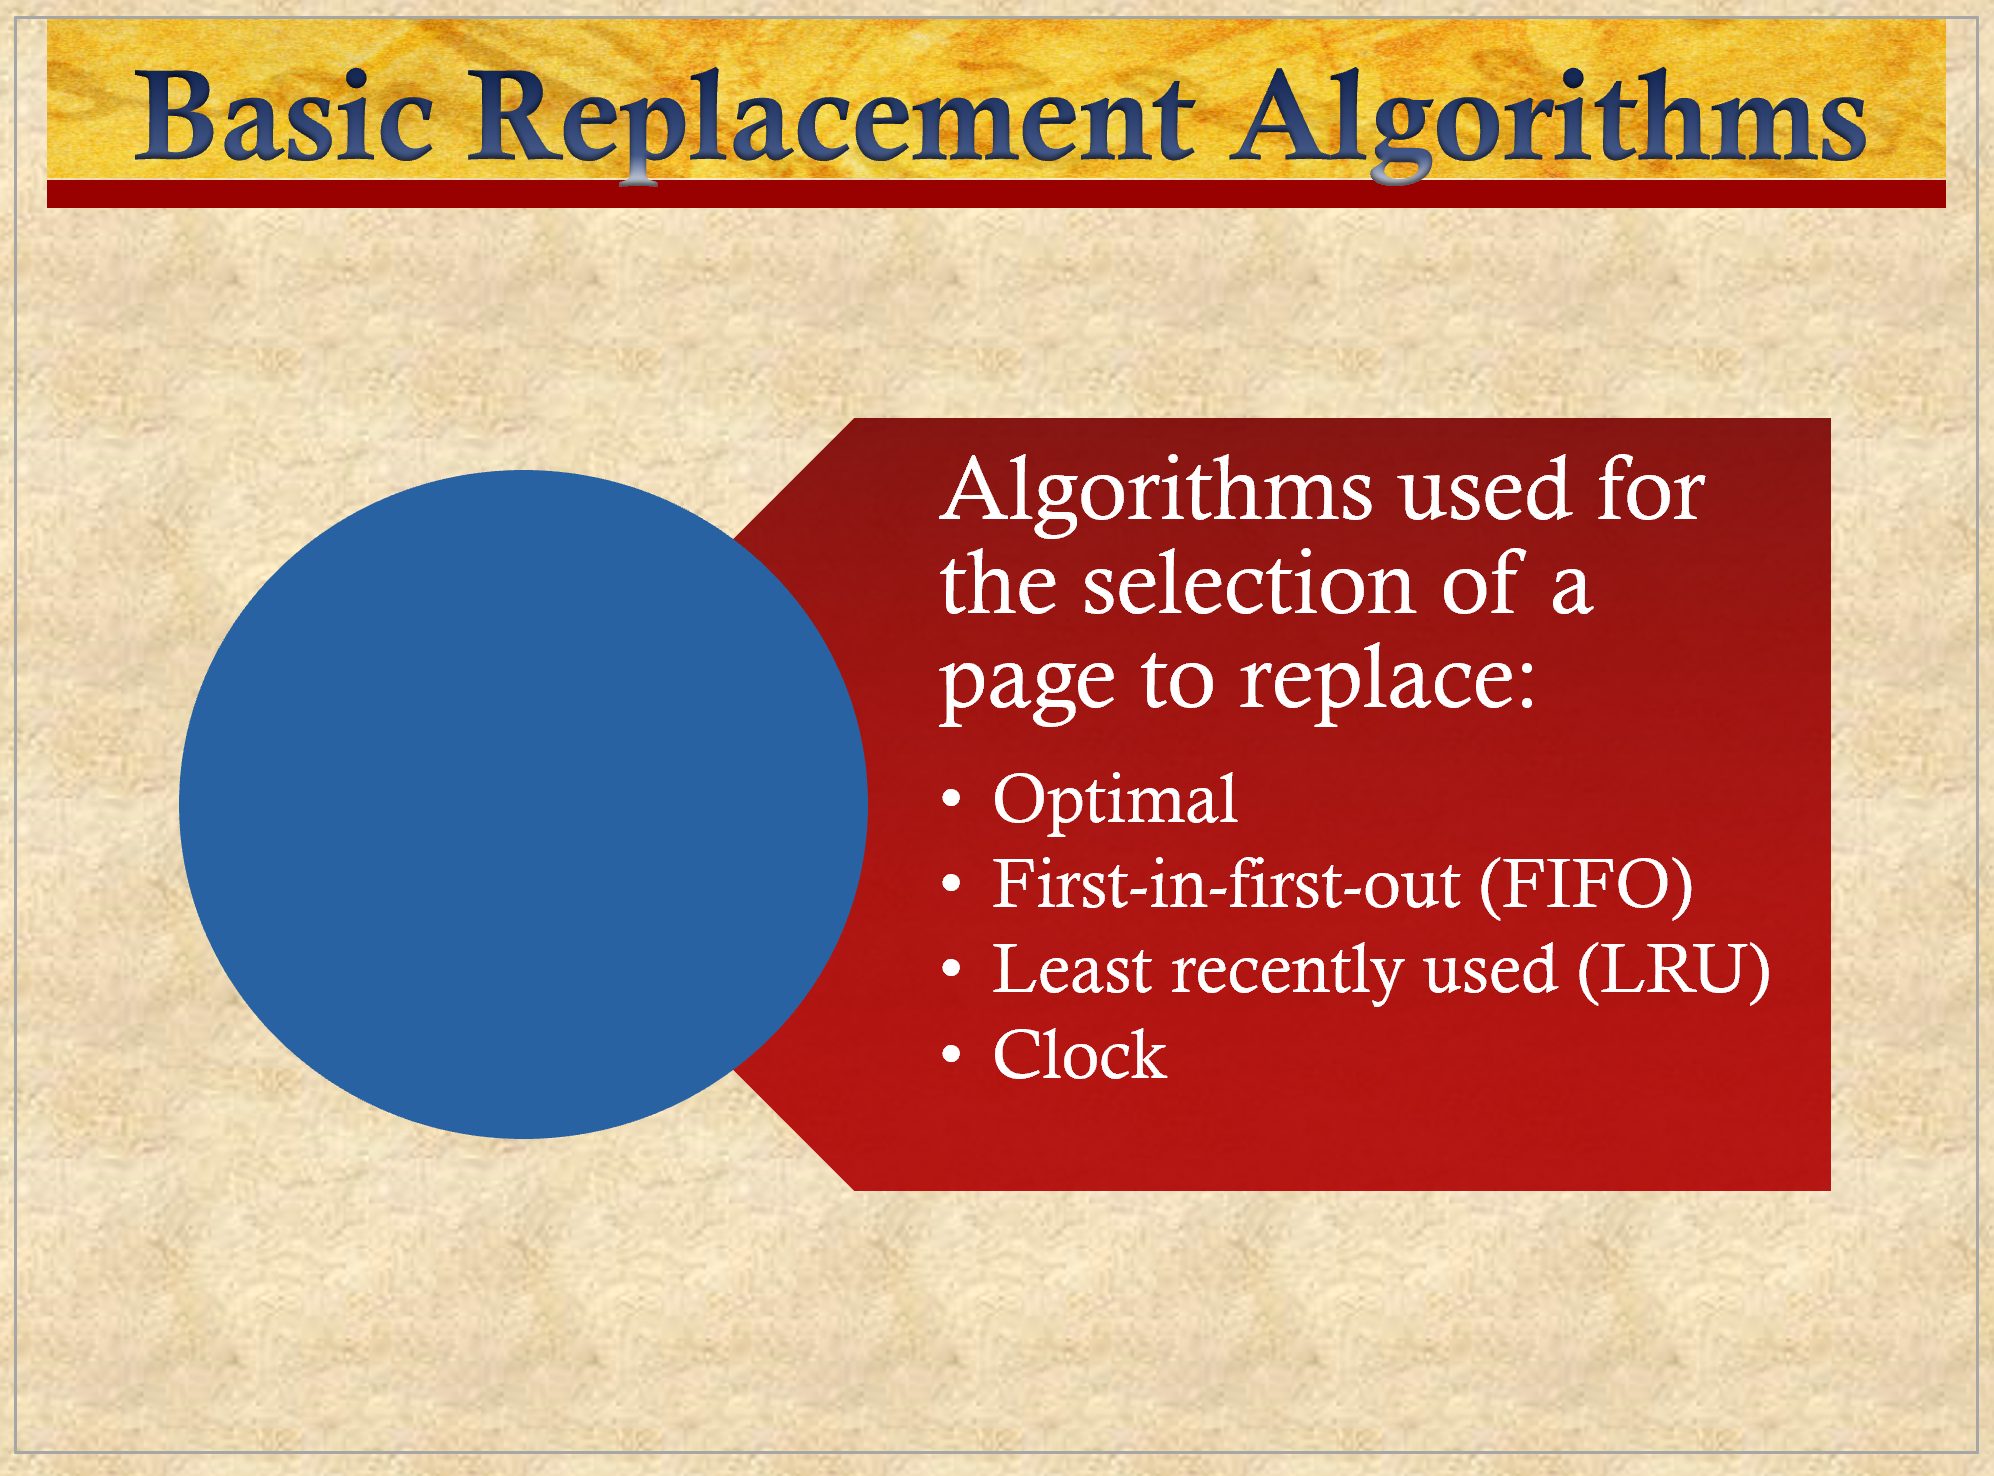 Basic Replacement Algorithms
Algorithms used for
the selection of a
page to replace:
• Optimal
• First-in-first-out (FIFO)
• Least recently used (LRU)
• Clock